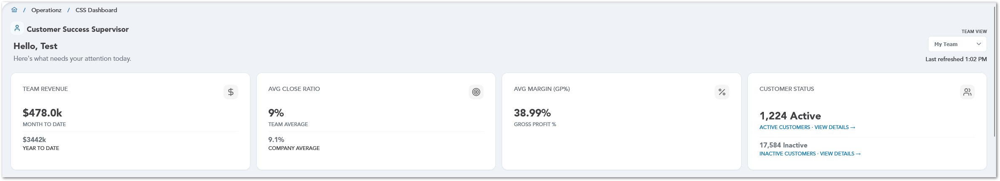 / Operationz / CSS Dashboard
Customer Success Supervisor
Hello, Test
Here's what needs your attention today.
TEAM VIEW
My Team
Last refreshed 1:02 PM
TEAM REVENUE
$
$478.0k
MONTH TO DATE
$3442k
YEAR TO DATE
AVG CLOSE RATIO
9%
TEAM AVERAGE
9.1%
COMPANY AVERAGE
AVG MARGIN (GP%)
%
38.99%
GROSS PROFIT %
CUSTOMER STATUS
1,224 Active
ACTIVE CUSTOMERS · VIEW DETAILS →
17,584 Inactive
INACTIVE CUSTOMERS · VIEW DETAILS →